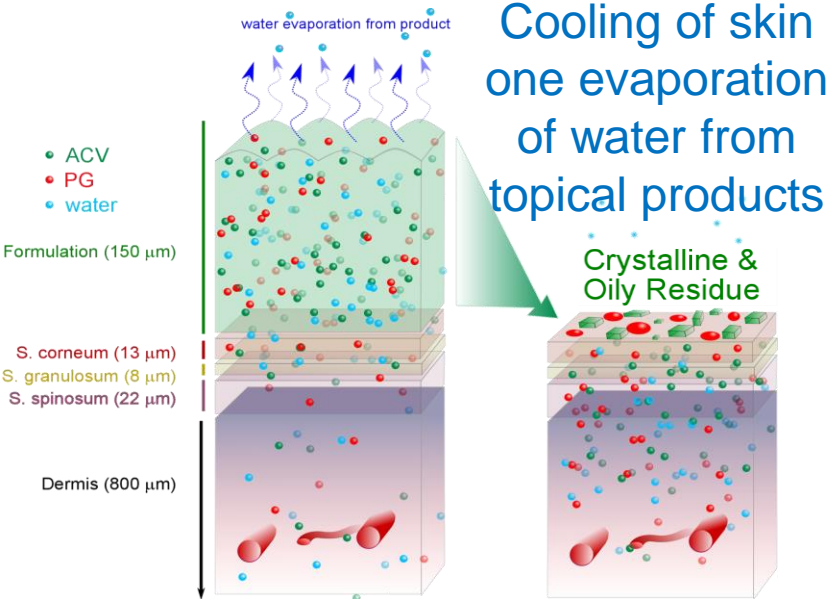 water evaporation from product
Cooling of skin
one evaporation
of water from
topical products
ACV
PG
water
Formulation (150 μm)
S. corneum (13 μm)
S. granulosum (8 μm)
S. spinosum (22 μm)
Dermis (800 μm)
Crystalline &
Oily Residue